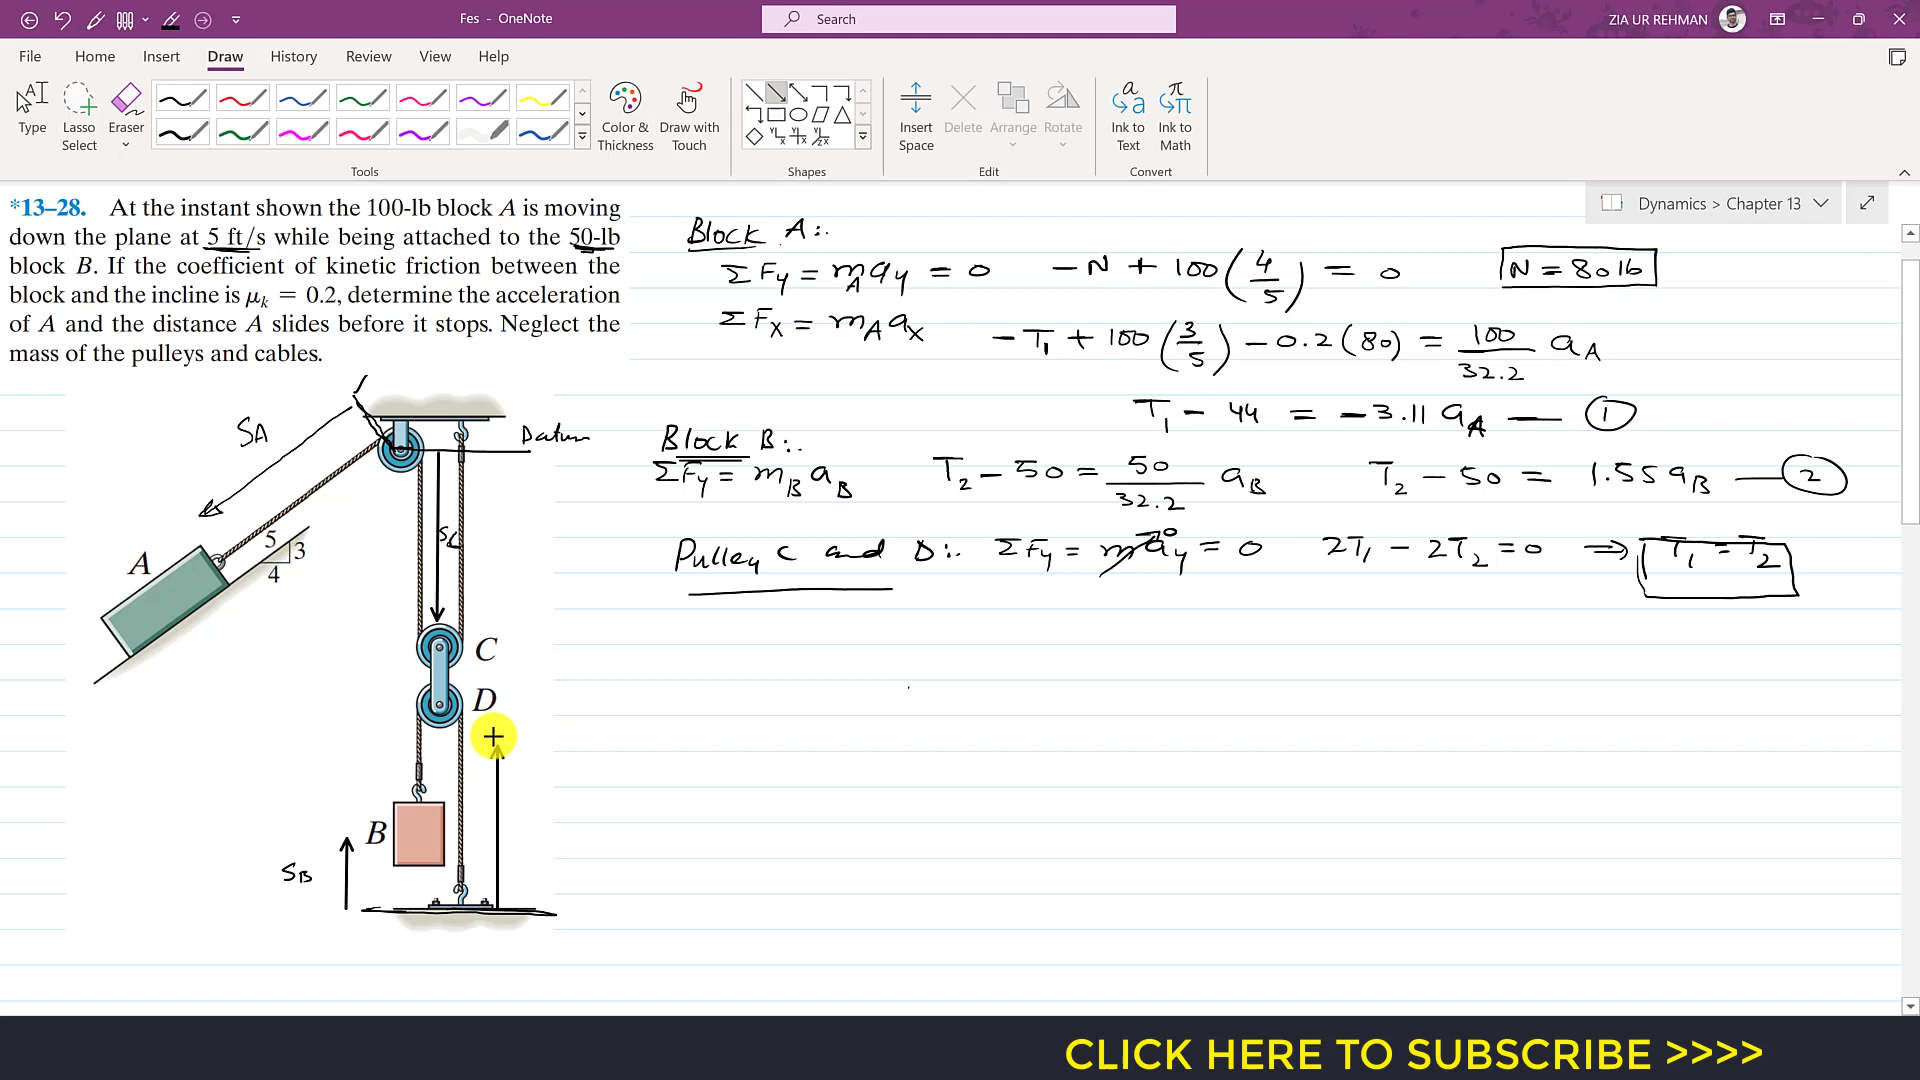 Fes - OneNote
Search
ZIA UR REHMAN
File Home Insert Draw History Review View Help
Type
Lasso Select
Eraser
Color & Thickness
Draw with Touch
Insert Space
Delete
Arrange
Rotate
Ink to Text
Ink to Math
Tools
Shapes
Edit
Convert
Dynamics > Chapter 13
*13–28. At the instant shown the 100-lb block A is moving
down the plane at 5 ft/s while being attached to the 50-lb
block B. If the coefficient of kinetic friction between the
block and the incline is μk = 0.2, determine the acceleration
of A and the distance A slides before it stops. Neglect the
mass of the pulleys and cables.
SA
Datum
5
3
4
A
C
D
B
SB
Block A:.
ΣFy = mA ay = 0 -N + 100(4/5) = 0 N = 80 lb
ΣFx = mA ax -T1 + 100(3/5) - 0.2(80) = 100/32.2 aA
T1 - 44 = -3.11 aA — 1
Block B:.
ΣFy = mB aB T2 - 50 = 50/32.2 aB T2 - 50 = 1.55 aB — 2
Pulley C and D:. ΣFy = may = 0 2T1 - 2T2 = 0 ⇒ T1 = T2
CLICK HERE TO SUBSCRIBE >>>>